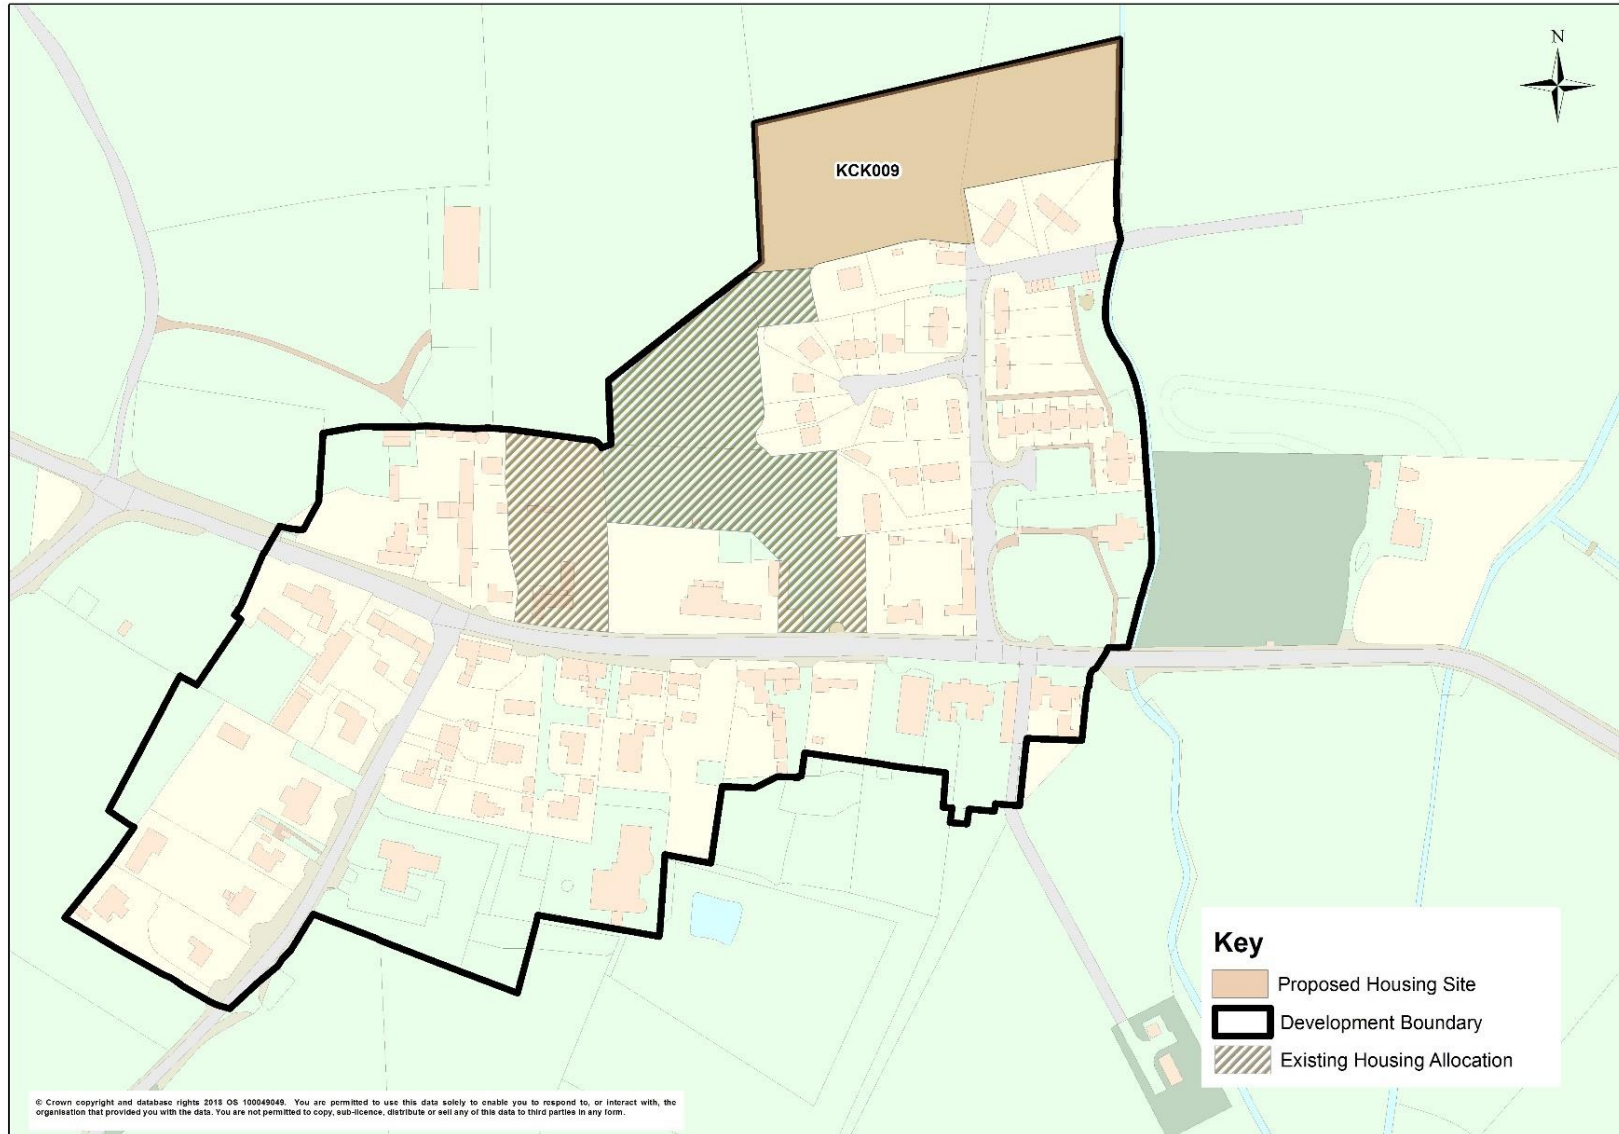 N
KCK009
Key
Proposed Housing Site
Development Boundary
Existing Housing Allocation
© Crown copyright and database rights 2018 OS 100049049. You are permitted to use this data solely to enable you to respond to, or interact with, the
organisation that provided you with the data. You are not permitted to copy, sub-licence, distribute or sell any of this data to third parties in any form.